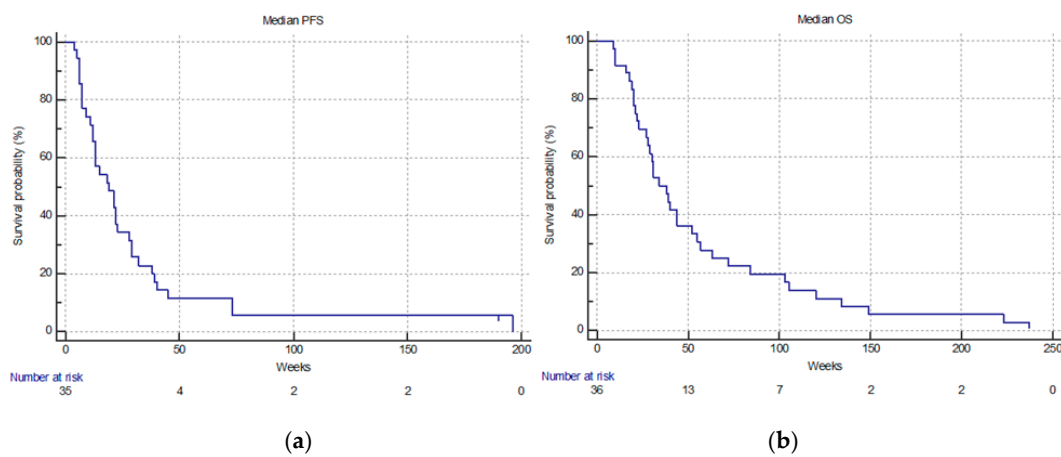 Median PFS
100
80
60
40
20
0
Survival probability (%)
0 50 100 150 200
Weeks
Number at risk
35 4 2 2 0
(a)
Median OS
100
80
60
40
20
0
Survival probability (%)
0 50 100 150 200 250
Weeks
Number at risk
36 13 7 2 2 0
(b)